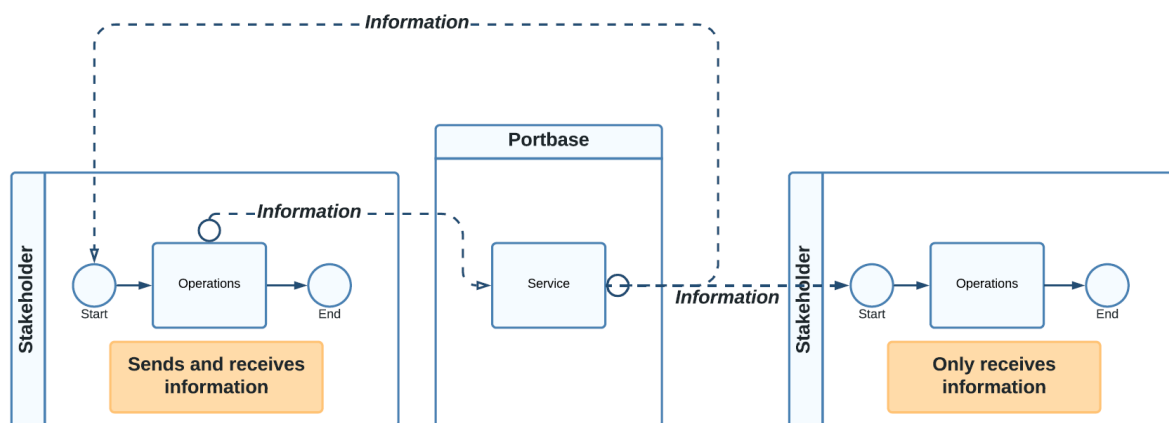 Information
Portbase
Stakeholder
Information
Operations
Start
End
Sends and receives
information
Service
Information
Stakeholder
Operations
Start
End
Only receives
information